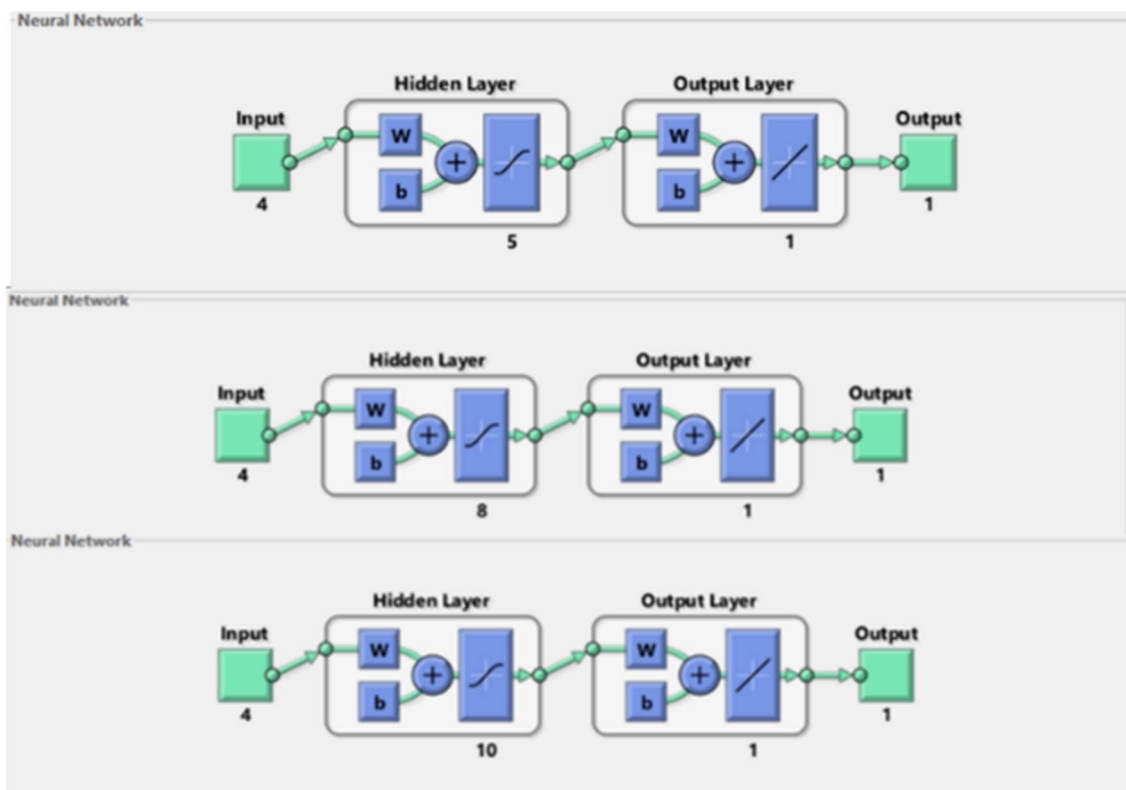 Neural Network
Hidden Layer Output Layer
Input Output
W W
+ +
b b
4 1
5 1
Neural Network
Hidden Layer Output Layer
Input Output
W W
+ +
b b
4 1
8 1
Neural Network
Hidden Layer Output Layer
Input Output
W W
+ +
b b
4 1
10 1